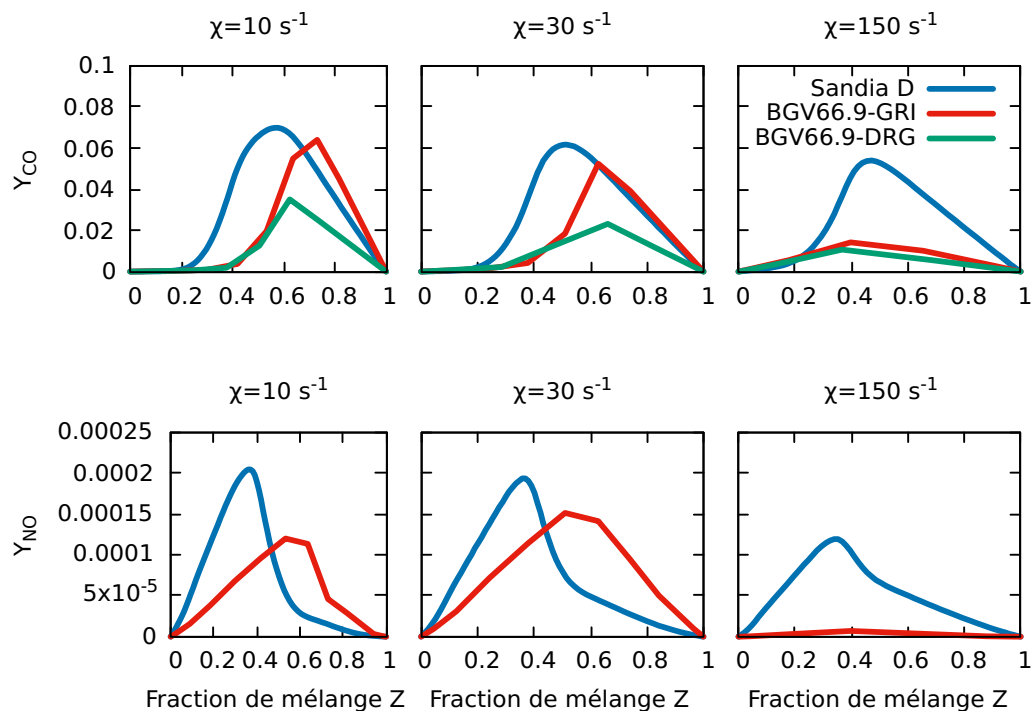 χ=10 s⁻¹ χ=30 s⁻¹ χ=150 s⁻¹
0.1
0.08
0.06
0.04
0.02
0
Y_CO
Sandia D
BGV66.9-GRI
BGV66.9-DRG
0 0.2 0.4 0.6 0.8 1 0 0.2 0.4 0.6 0.8 1 0 0.2 0.4 0.6 0.8 1
χ=10 s⁻¹ χ=30 s⁻¹ χ=150 s⁻¹
0.00025
0.0002
0.00015
0.0001
5x10⁻⁵
0
Y_NO
0 0.2 0.4 0.6 0.8 1 0 0.2 0.4 0.6 0.8 1 0 0.2 0.4 0.6 0.8 1
Fraction de mélange Z Fraction de mélange Z Fraction de mélange Z